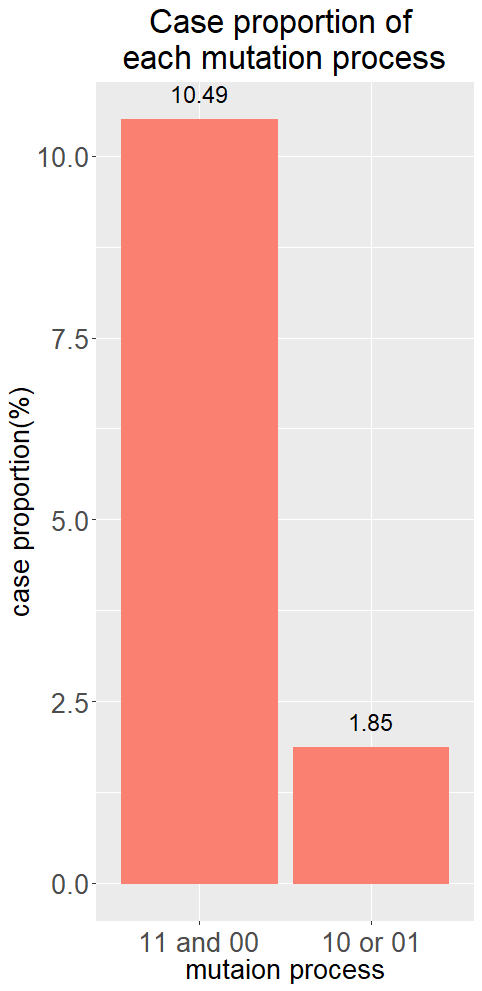 Case proportion of
each mutation process
10.49
10.0
7.5
5.0
2.5
1.85
0.0
case proportion(%)
11 and 00
10 or 01
mutaion process